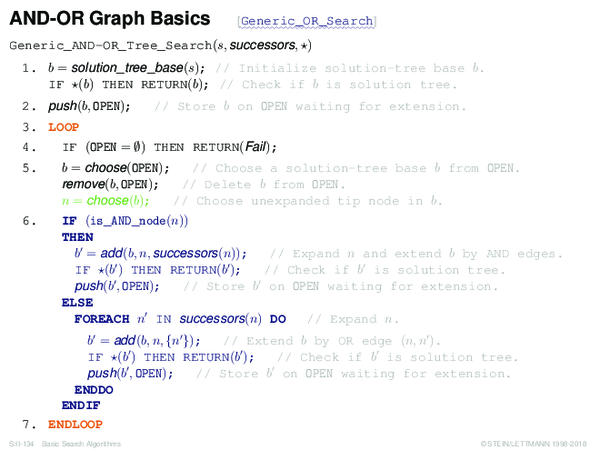 AND-OR Graph Basics [Generic_OR_Search]
Generic_AND-OR_Tree_Search(s, successors, ⋆)
1. b = solution_tree_base(s); // Initialize solution-tree base b.
IF ⋆(b) THEN RETURN(b); // Check if b is solution tree.
2. push(b, OPEN); // Store b on OPEN waiting for extension.
3. LOOP
4. IF (OPEN = ∅) THEN RETURN(Fail);
5. b = choose(OPEN); // Choose a solution-tree base b from OPEN.
remove(b, OPEN); // Delete b from OPEN.
n = choose(b); // Choose unexpanded tip node in b.
6. IF (is_AND_node(n))
THEN
b′ = add(b, n, successors(n)); // Expand n and extend b by AND edges.
IF ⋆(b′) THEN RETURN(b′); // Check if b′ is solution tree.
push(b′, OPEN); // Store b′ on OPEN waiting for extension.
ELSE
FOREACH n′ IN successors(n) DO // Expand n.
b′ = add(b, n, {n′}); // Extend b by OR edge (n, n′).
IF ⋆(b′) THEN RETURN(b′); // Check if b′ is solution tree.
push(b′, OPEN); // Store b′ on OPEN waiting for extension.
ENDDO
ENDIF
7. ENDLOOP
S:II-134 Basic Search Algorithms ©STEIN/LETTMANN 1998-2018